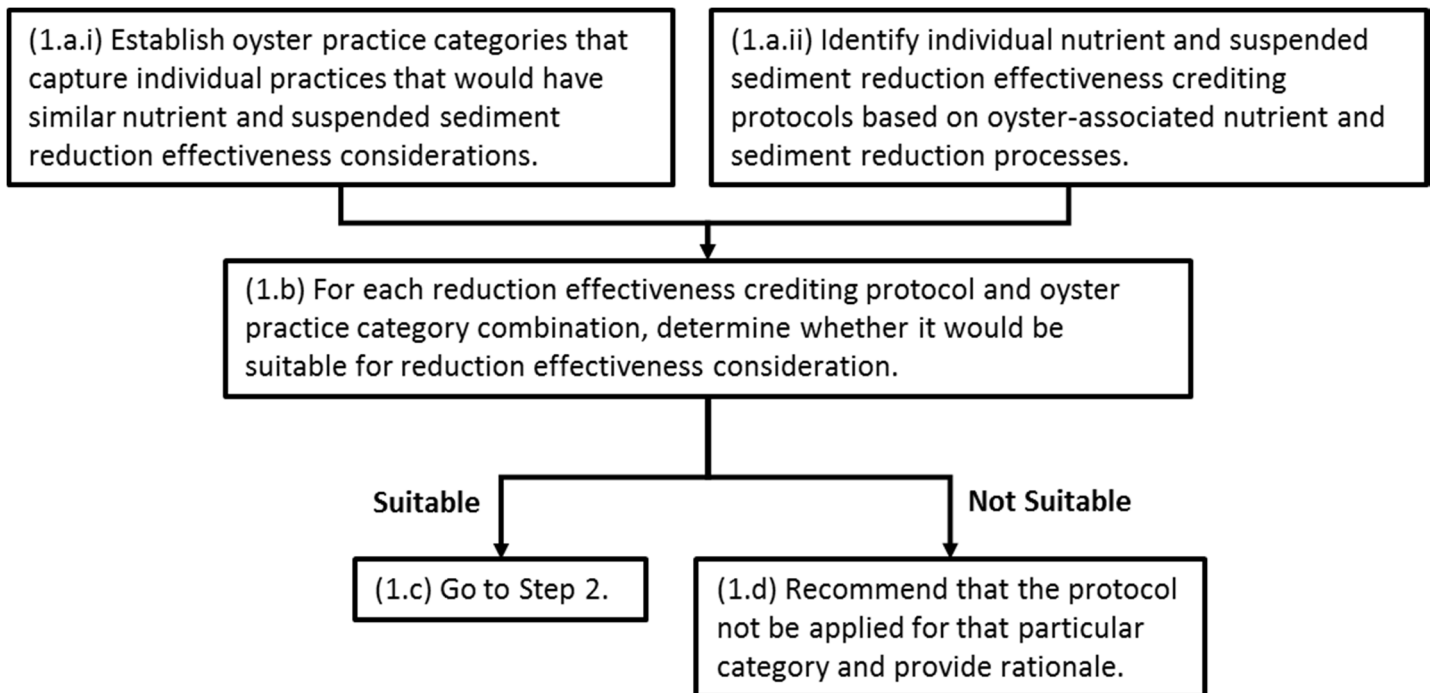 (1.a.i) Establish oyster practice categories that
capture individual practices that would have
similar nutrient and suspended sediment
reduction effectiveness considerations.
(1.a.ii) Identify individual nutrient and suspended
sediment reduction effectiveness crediting
protocols based on oyster-associated nutrient and
sediment reduction processes.
(1.b) For each reduction effectiveness crediting protocol and oyster
practice category combination, determine whether it would be
suitable for reduction effectiveness consideration.
Suitable
Not Suitable
(1.c) Go to Step 2.
(1.d) Recommend that the protocol
not be applied for that particular
category and provide rationale.